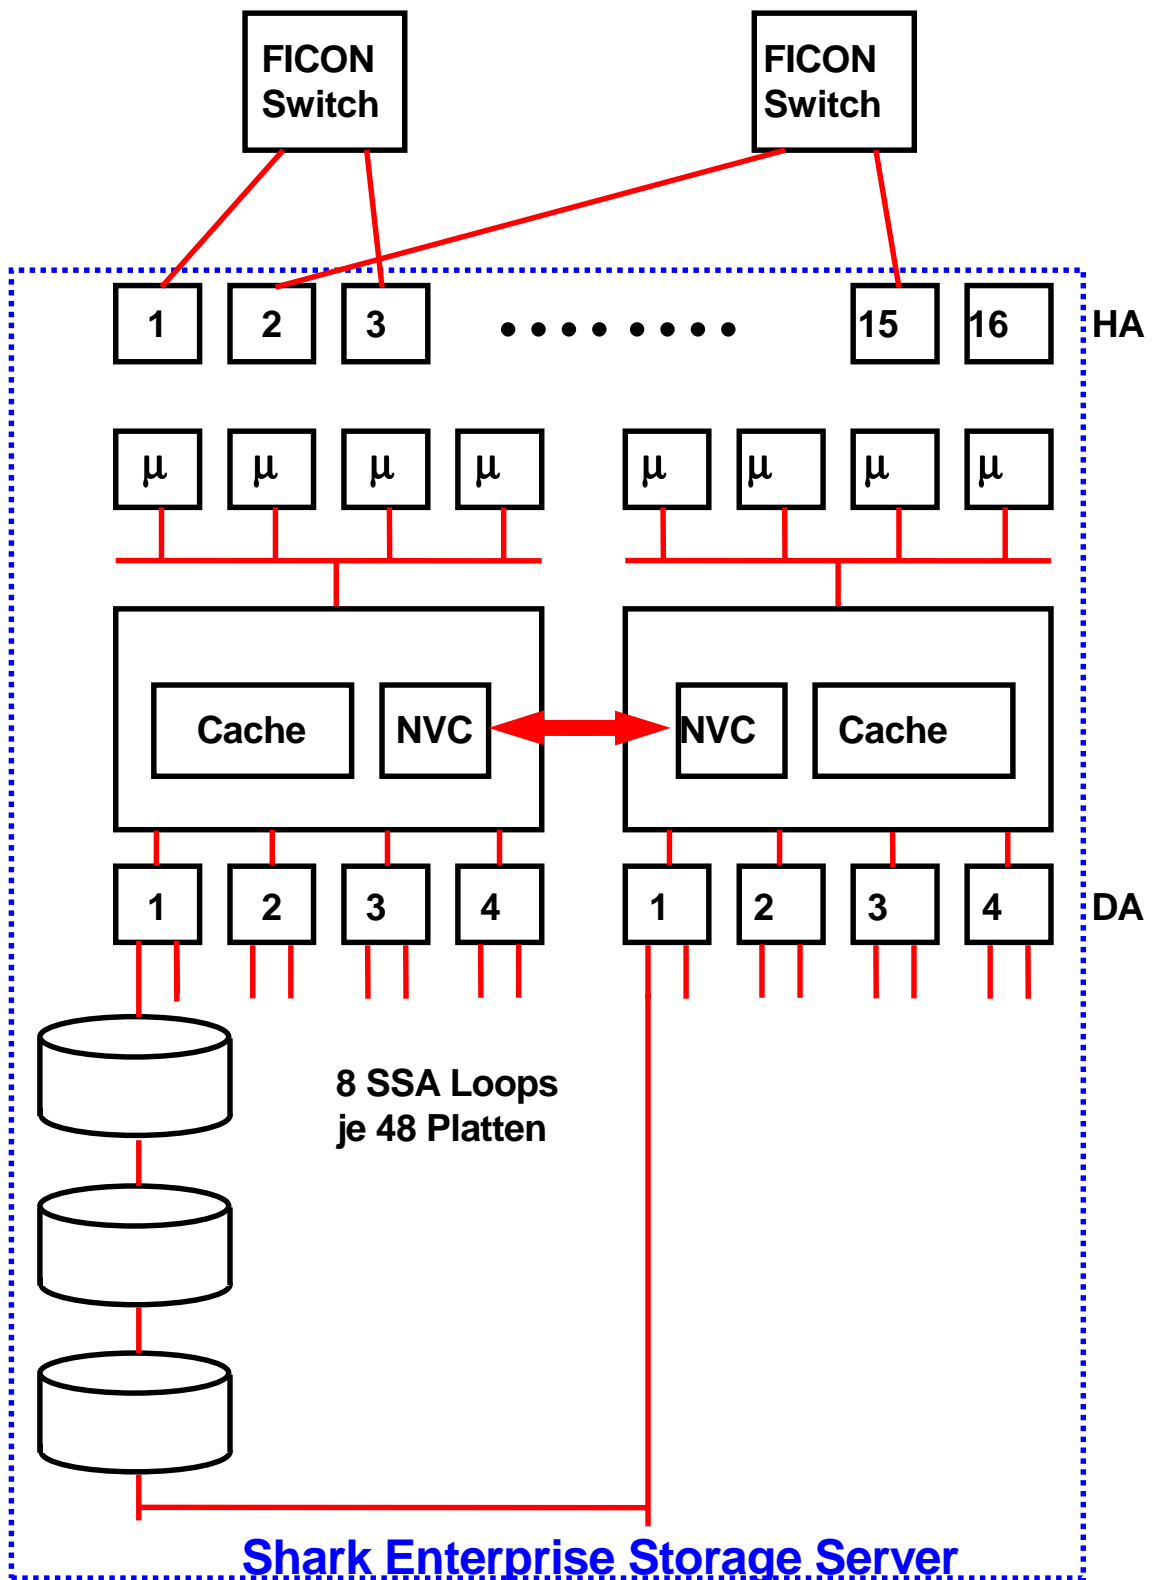 FICON
Switch
FICON
Switch
1 2 3 15 16 HA
μ μ μ μ μ μ μ μ
Cache NVC NVC Cache
1 2 3 4 1 2 3 4 DA
8 SSA Loops
je 48 Platten
Shark Enterprise Storage Server